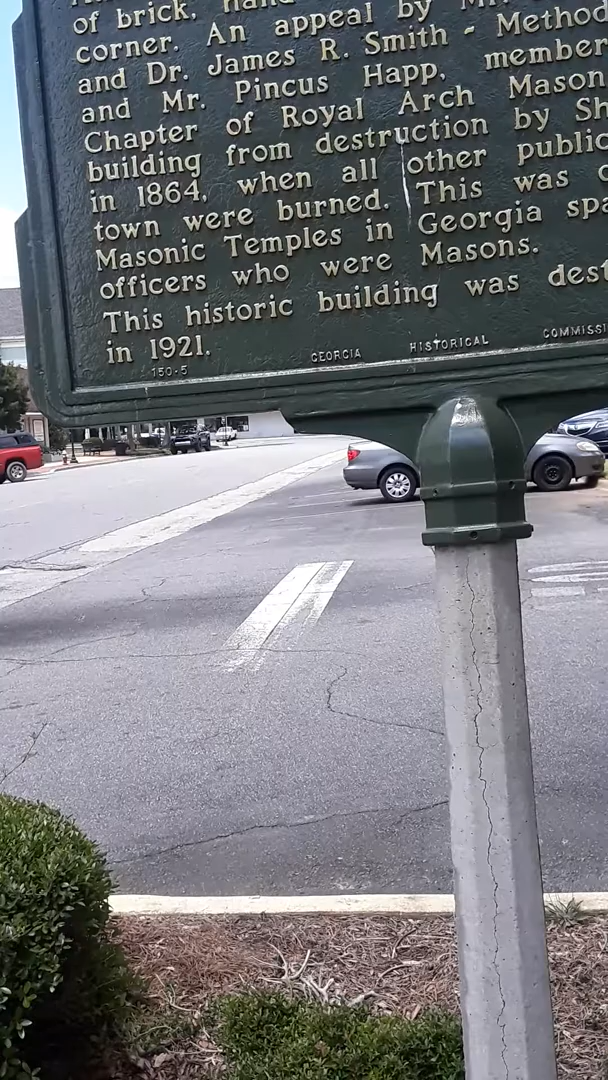 of brick,
corner. An appeal by Mr.
and Dr. James R. Smith - Method
and Mr. Pincus Happ, member
Chapter of Royal Arch Mason
building from destruction by Sh
in 1864, when all other public
town were burned. This was o
Masonic Temples in Georgia spa
officers who were Masons.
This historic building was dest
in 1921.
150-5 GEORGIA HISTORICAL COMMISSI